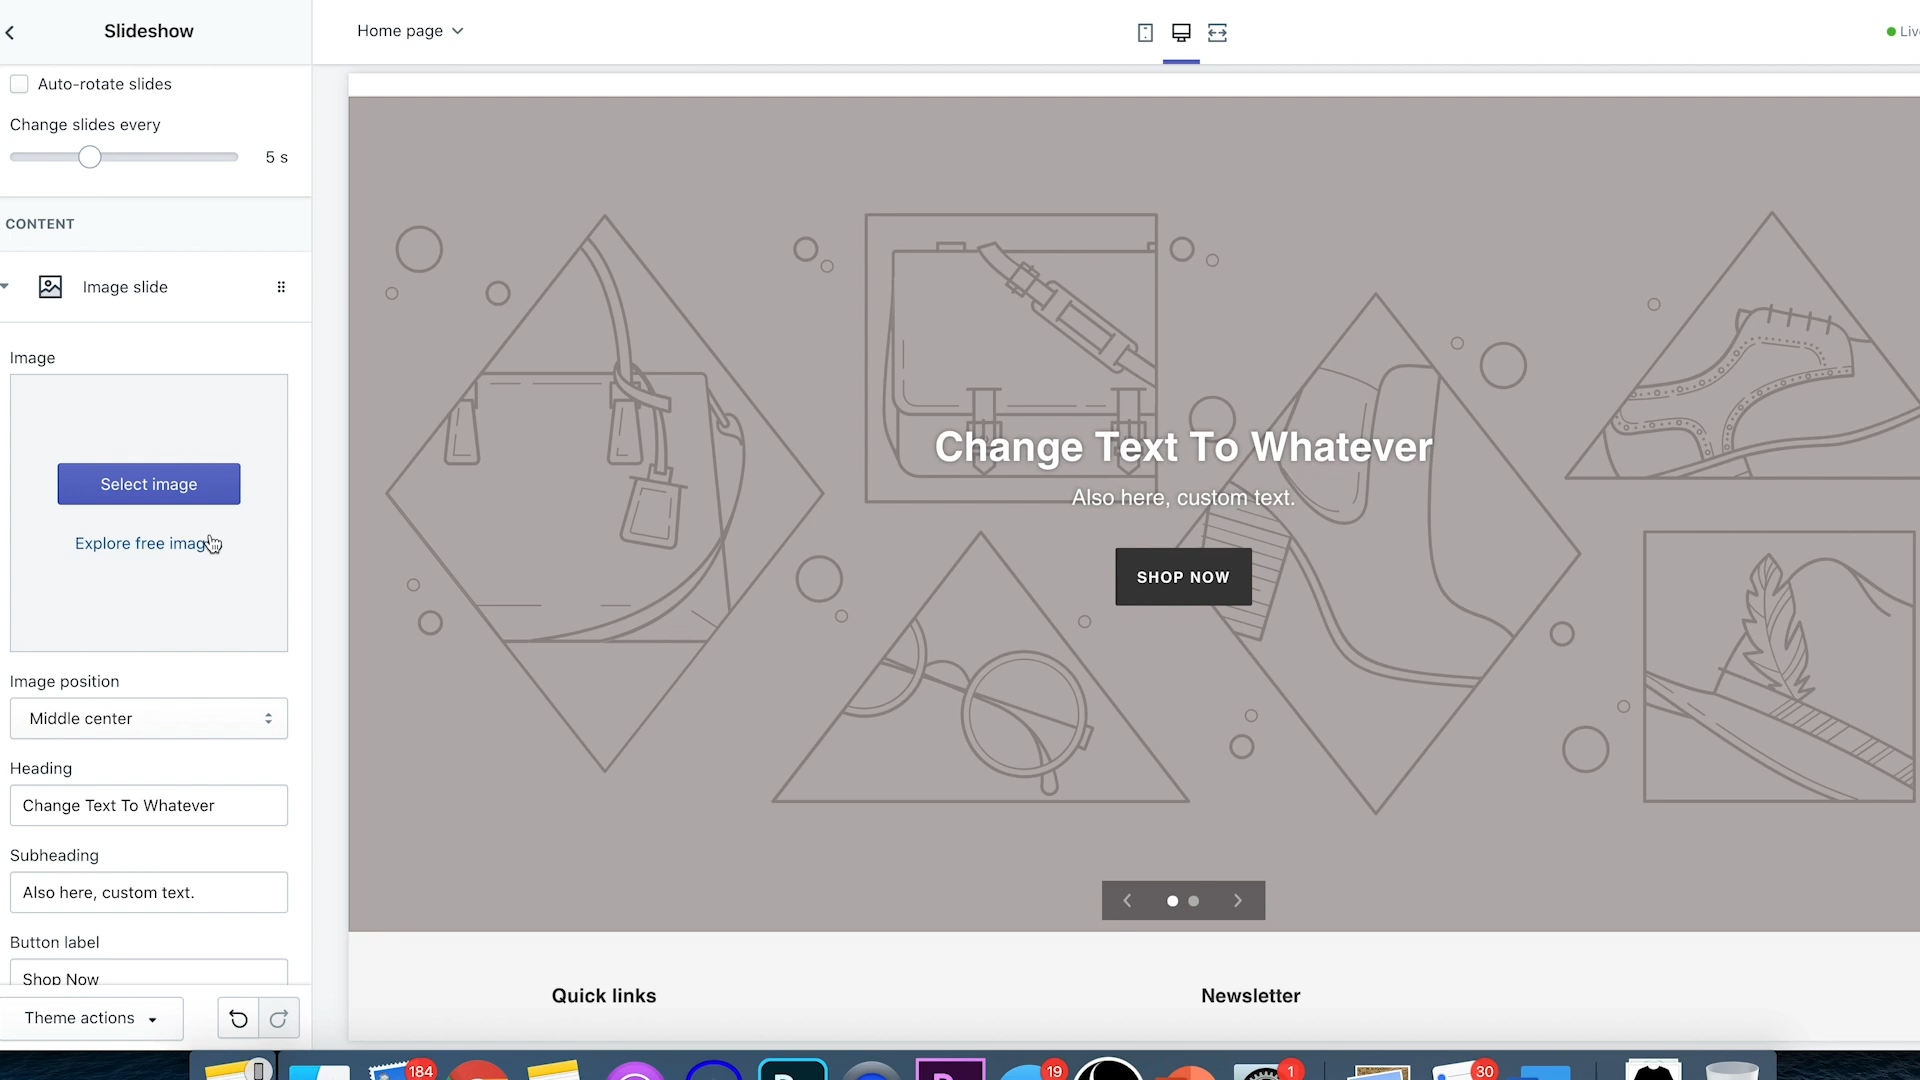 Slideshow
Home page
Auto-rotate slides
Change slides every
5 s
CONTENT
Image slide
Image
Select image
Explore free
Image position
Middle center
Heading
Change Text To Whatever
Subheading
Also here, custom text.
Button label
Shop Now
Theme actions
Change Text To Whatever
Also here, custom text.
SHOP NOW
Quick links
Newsletter
184
19
1
30